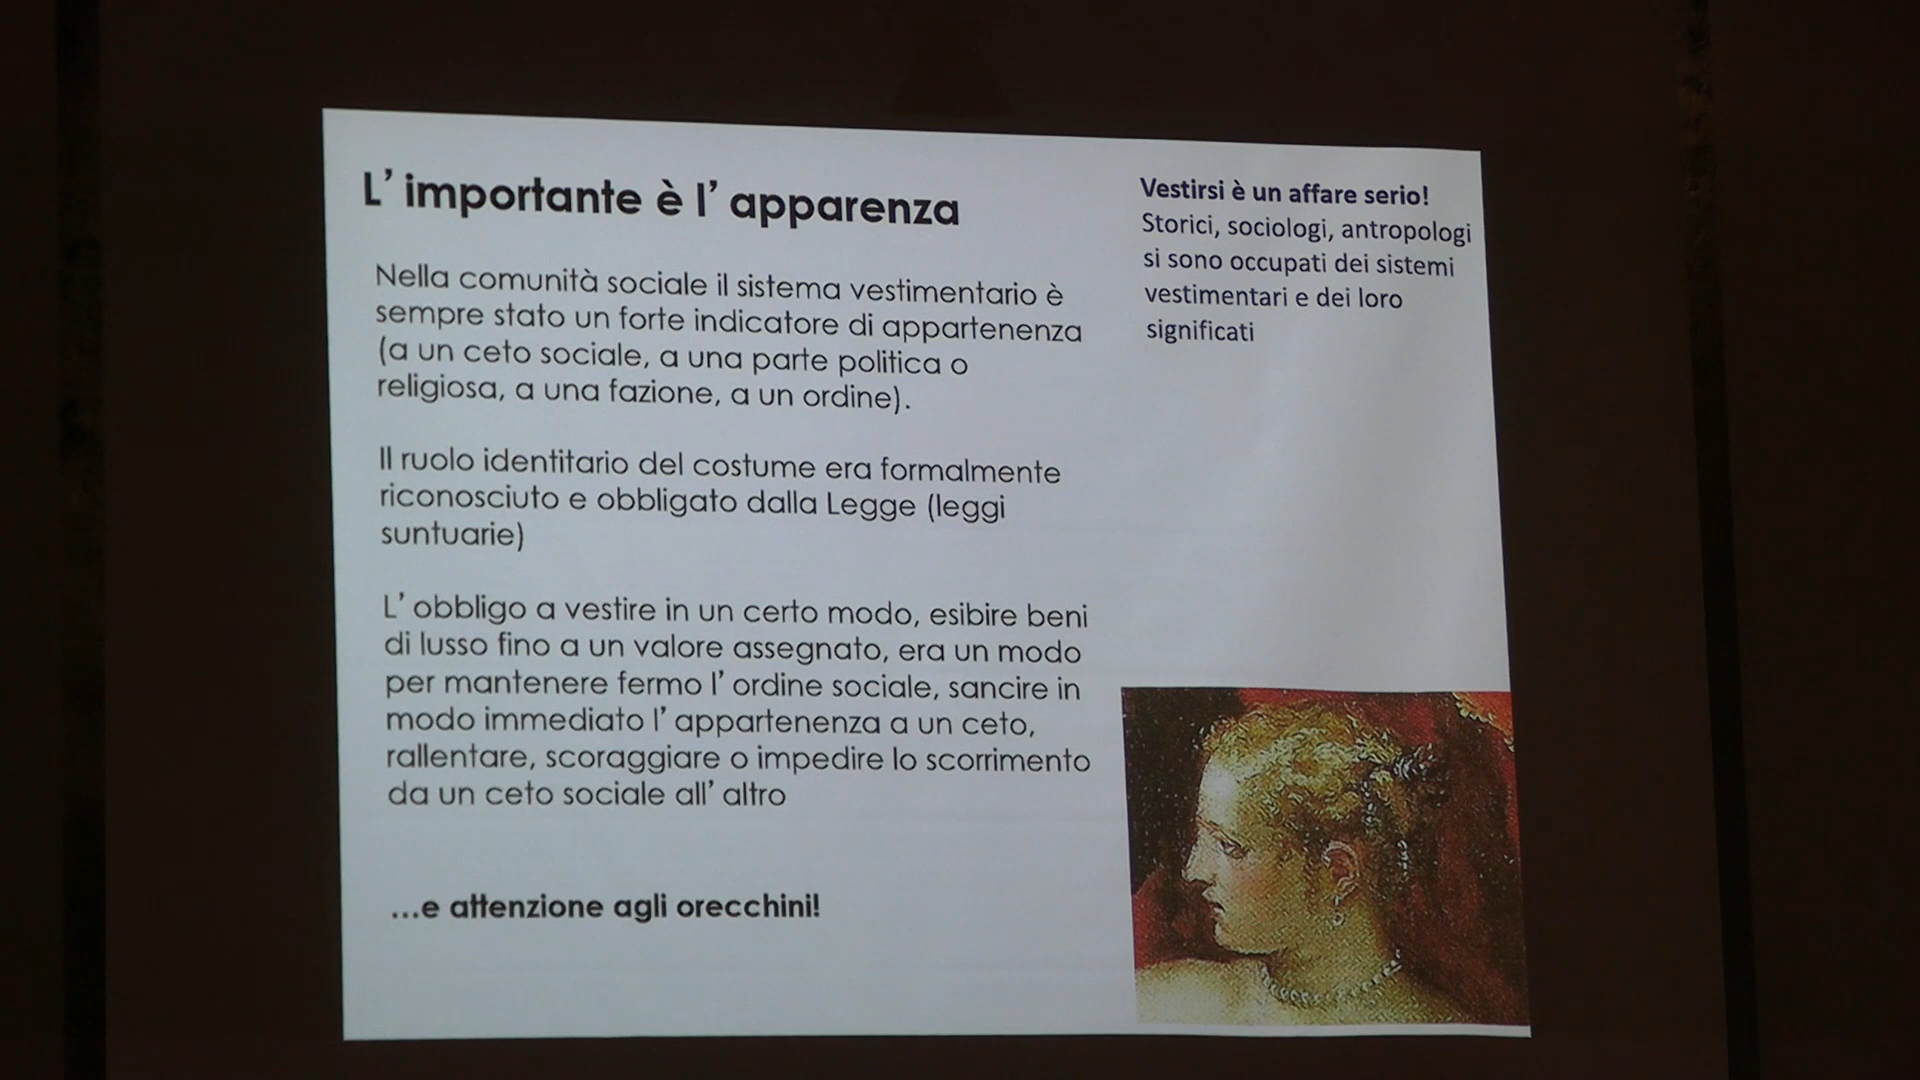 L’ importante è l’ apparenza
Nella comunità sociale il sistema vestimentario è
sempre stato un forte indicatore di appartenenza
(a un ceto sociale, a una parte politica o
religiosa, a una fazione, a un ordine).
Il ruolo identitario del costume era formalmente
riconosciuto e obbligato dalla Legge (leggi
suntuarie)
L’ obbligo a vestire in un certo modo, esibire beni
di lusso fino a un valore assegnato, era un modo
per mantenere fermo l’ ordine sociale, sancire in
modo immediato l’ appartenenza a un ceto,
rallentare, scoraggiare o impedire lo scorrimento
da un ceto sociale all’ altro
...e attenzione agli orecchini!
Vestirsi è un affare serio!
Storici, sociologi, antropologi
si sono occupati dei sistemi
vestimentari e dei loro
significati